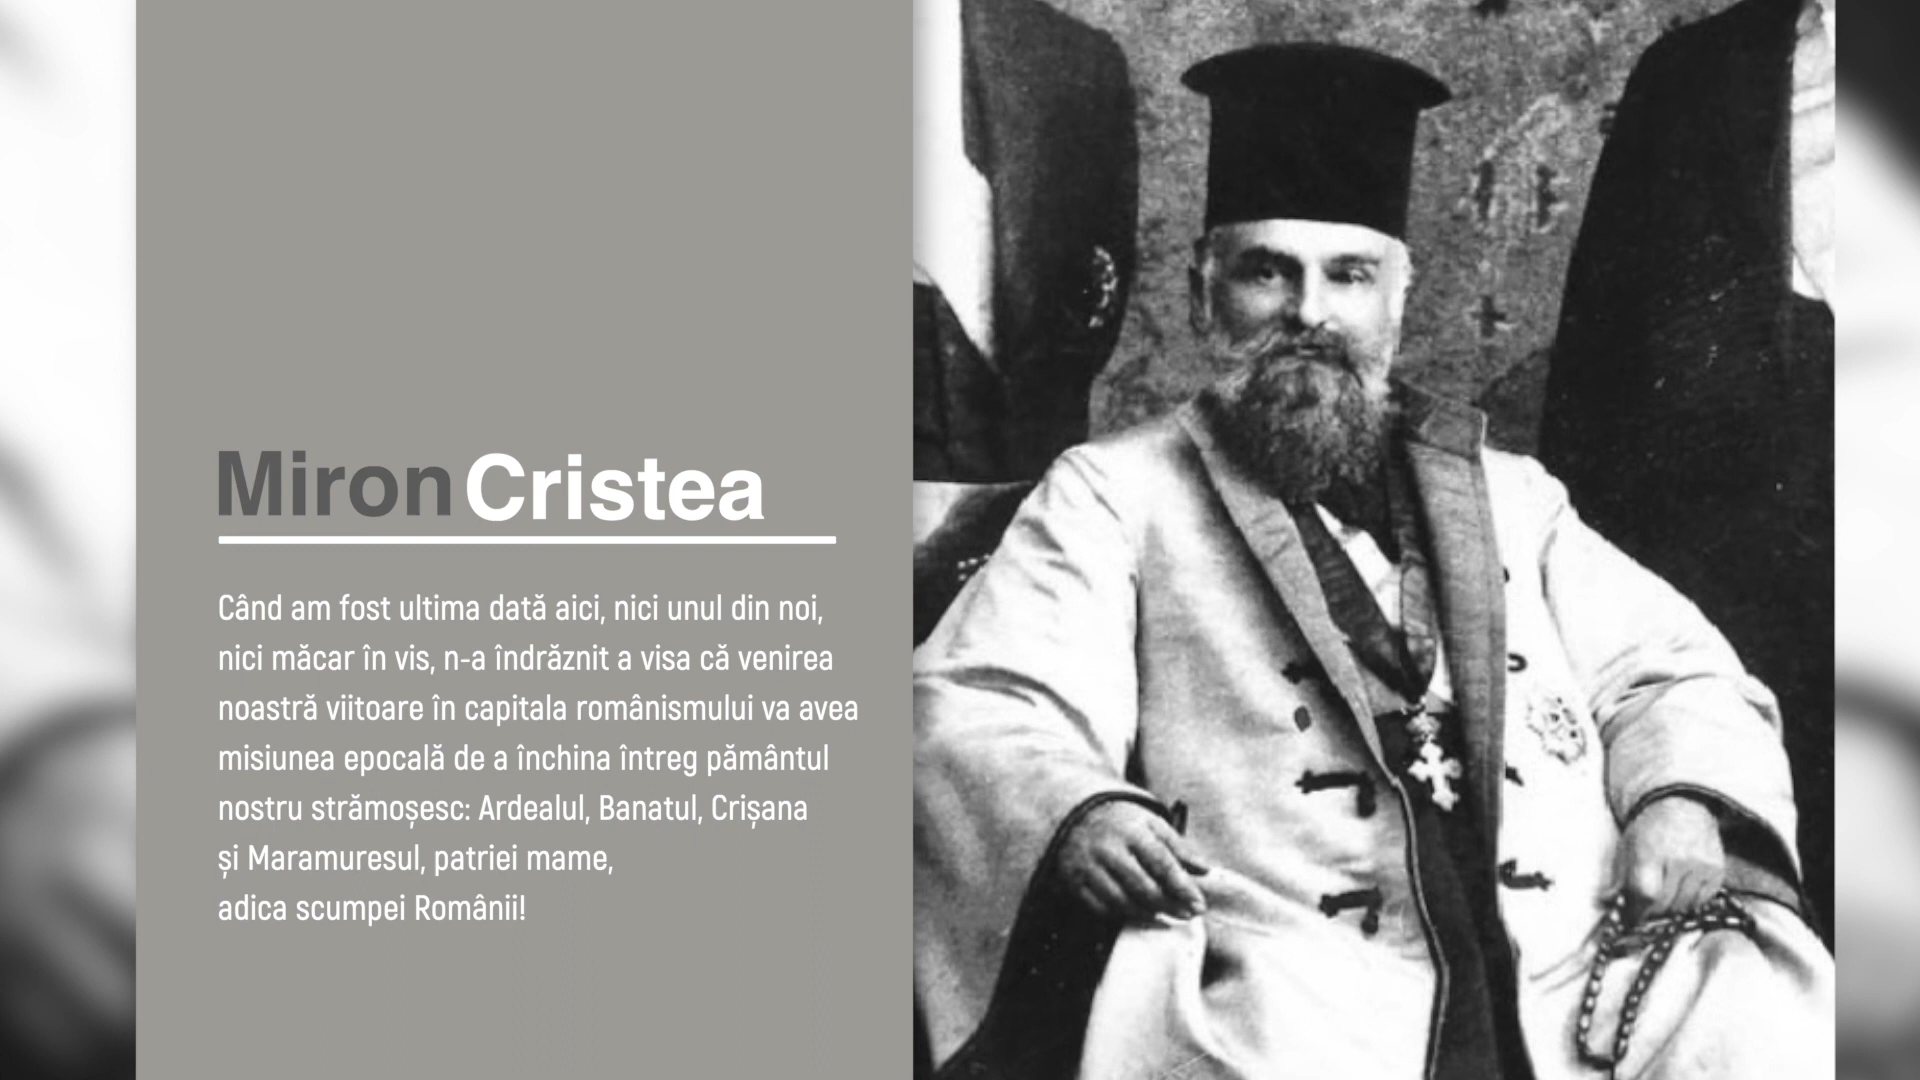 Miron Cristea
Când am fost ultima dată aici, nici unul din noi,
nici măcar în vis, n-a îndrăznit a visa că venirea
noastră viitoare în capitala românismului va avea
misiunea epocală de a închina întreg pământul
nostru strămoșesc: Ardealul, Banatul, Crișana
și Maramuresul, patriei mame,
adica scumpei Românii!